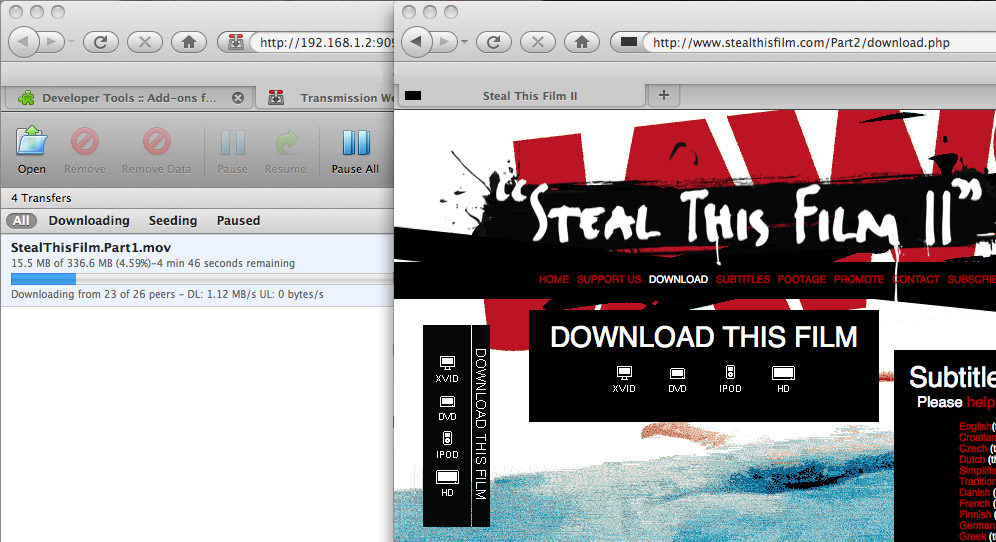 http://192.168.1.2:909
Developer Tools :: Add-ons f...
Transmission We
Open
Remove
Remove Data
Pause
Resume
Pause All
4 Transfers
All Downloading Seeding Paused
StealThisFilm.Part1.mov
15.5 MB of 336.6 MB (4.59%)-4 min 46 seconds remaining
Downloading from 23 of 26 peers – DL: 1.12 MB/s UL: 0 bytes/s
http://www.stealthisfilm.com/Part2/download.php
Steal This Film II
“STEAL THIS FILM II”
HOME SUPPORT US DOWNLOAD SUBTITLES FOOTAGE PROMOTE CONTACT SUBSCRIE
XVID
DVD
IPOD
HD
DOWNLOAD THIS FILM
DOWNLOAD THIS FILM
XVID
DVD
IPOD
HD
Subtitle
Please help
English (t
Croatian
Czech (t
Dutch (th
Simplifie
Tradition
Danish (
French (
Finnish (
German
Greek (th